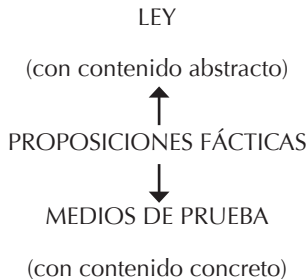 LEY
(con contenido abstracto)
PROPOSICIONES FÁCTICAS
MEDIOS DE PRUEBA
(con contenido concreto)